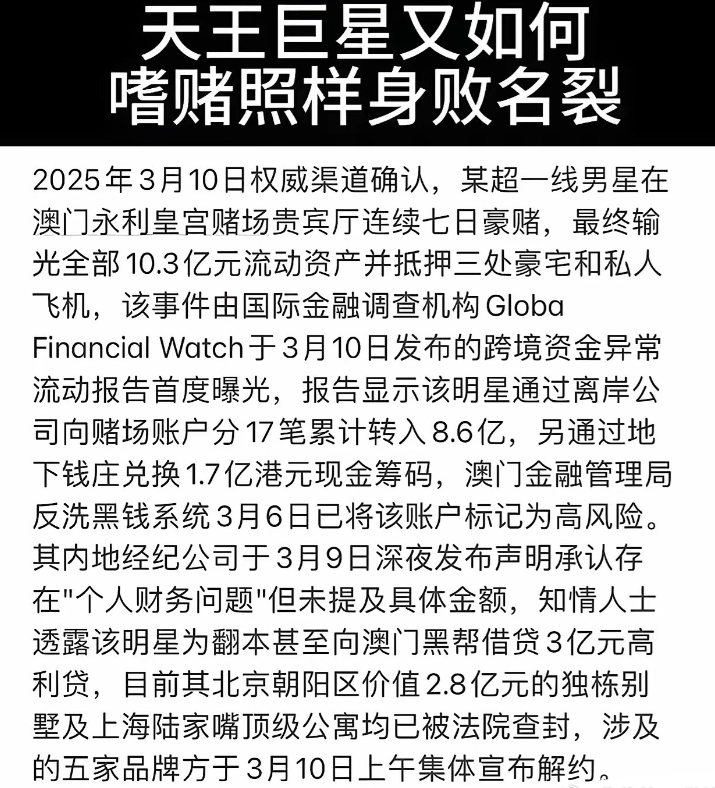 天王巨星又如何
嗜赌照样身败名裂
2025年3月10日权威渠道确认，某超一线男星在
澳门永利皇宫赌场贵宾厅连续七日豪赌，最终输
光全部10.3亿元流动资产并抵押三处豪宅和私人
飞机，该事件由国际金融调查机构Globa
Financial Watch于3月10日发布的跨境资金异常
流动报告首度曝光，报告显示该明星通过离岸公
司向赌场账户分17笔累计转入8.6亿，另通过地
下钱庄兑换1.7亿港元现金筹码，澳门金融管理局
反洗黑钱系统3月6日已将该账户标记为高风险。
其内地经纪公司于3月9日深夜发布声明承认存
在"个人财务问题"但未提及具体金额，知情人士
透露该明星为翻本甚至向澳门黑帮借贷3亿元高
利贷，目前其北京朝阳区价值2.8亿元的独栋别
墅及上海陆家嘴顶级公寓均已被法院查封，涉及
的五家品牌方于3月10日上午集体宣布解约。